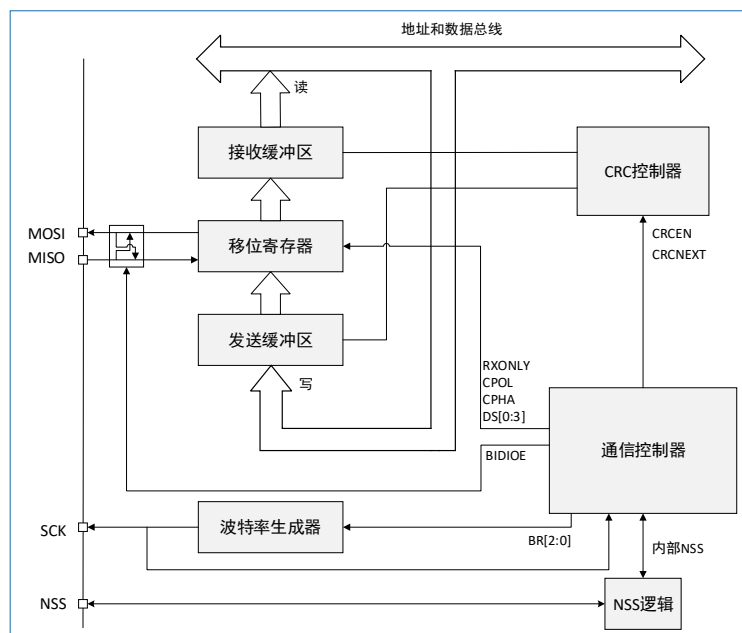 地址和数据总线
读
接收缓冲区
CRC控制器
MOSI
MISO
移位寄存器
CRCEN
CRCNEXT
发送缓冲区
写
RXONLY
CPOL
CPHA
DS[0:3]
BIDIOE
通信控制器
SCK
波特率生成器
BR[2:0]
内部NSS
NSS
NSS逻辑